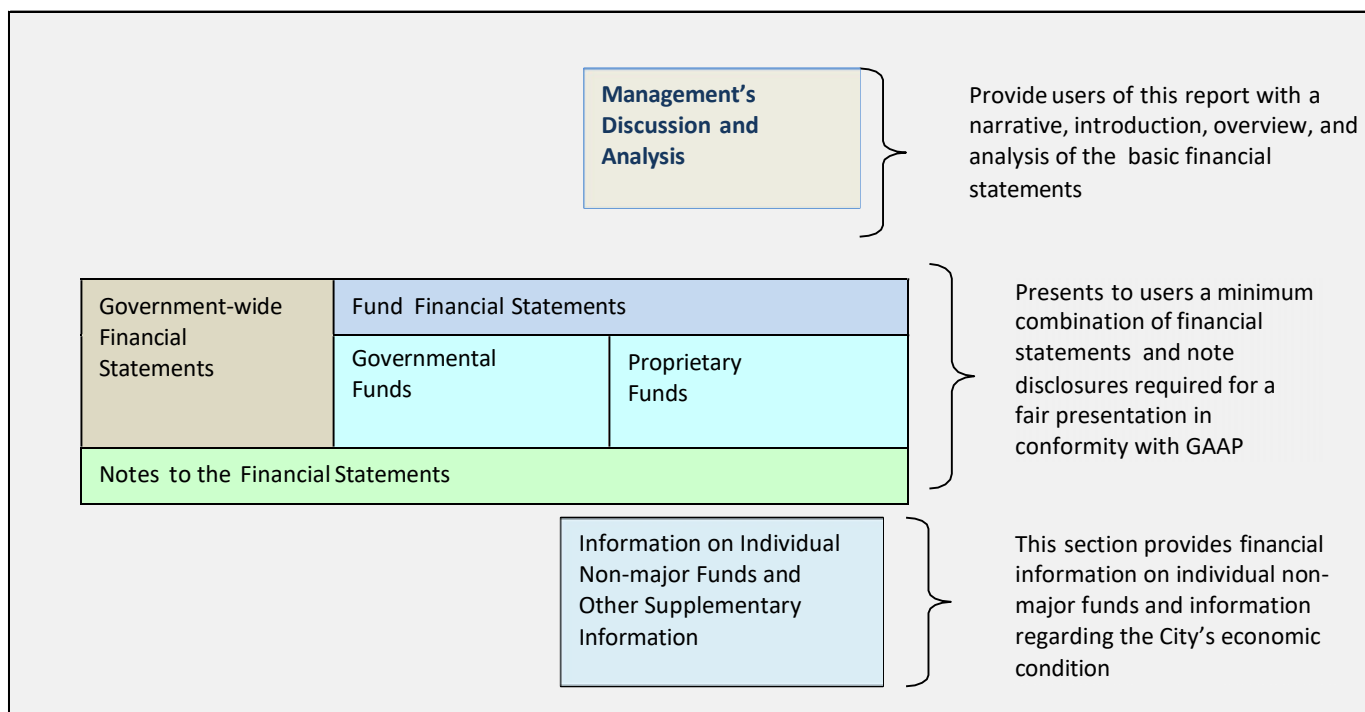 Management’s
Discussion and
Analysis
Provide users of this report with a
narrative, introduction, overview, and
analysis of the basic financial
statements
Government-wide
Financial
Statements
Fund Financial Statements
Governmental
Funds
Proprietary
Funds
Notes to the Financial Statements
Presents to users a minimum
combination of financial
statements and note
disclosures required for a
fair presentation in
conformity with GAAP
Information on Individual
Non-major Funds and
Other Supplementary
Information
This section provides financial
information on individual non-
major funds and information
regarding the City’s economic
condition